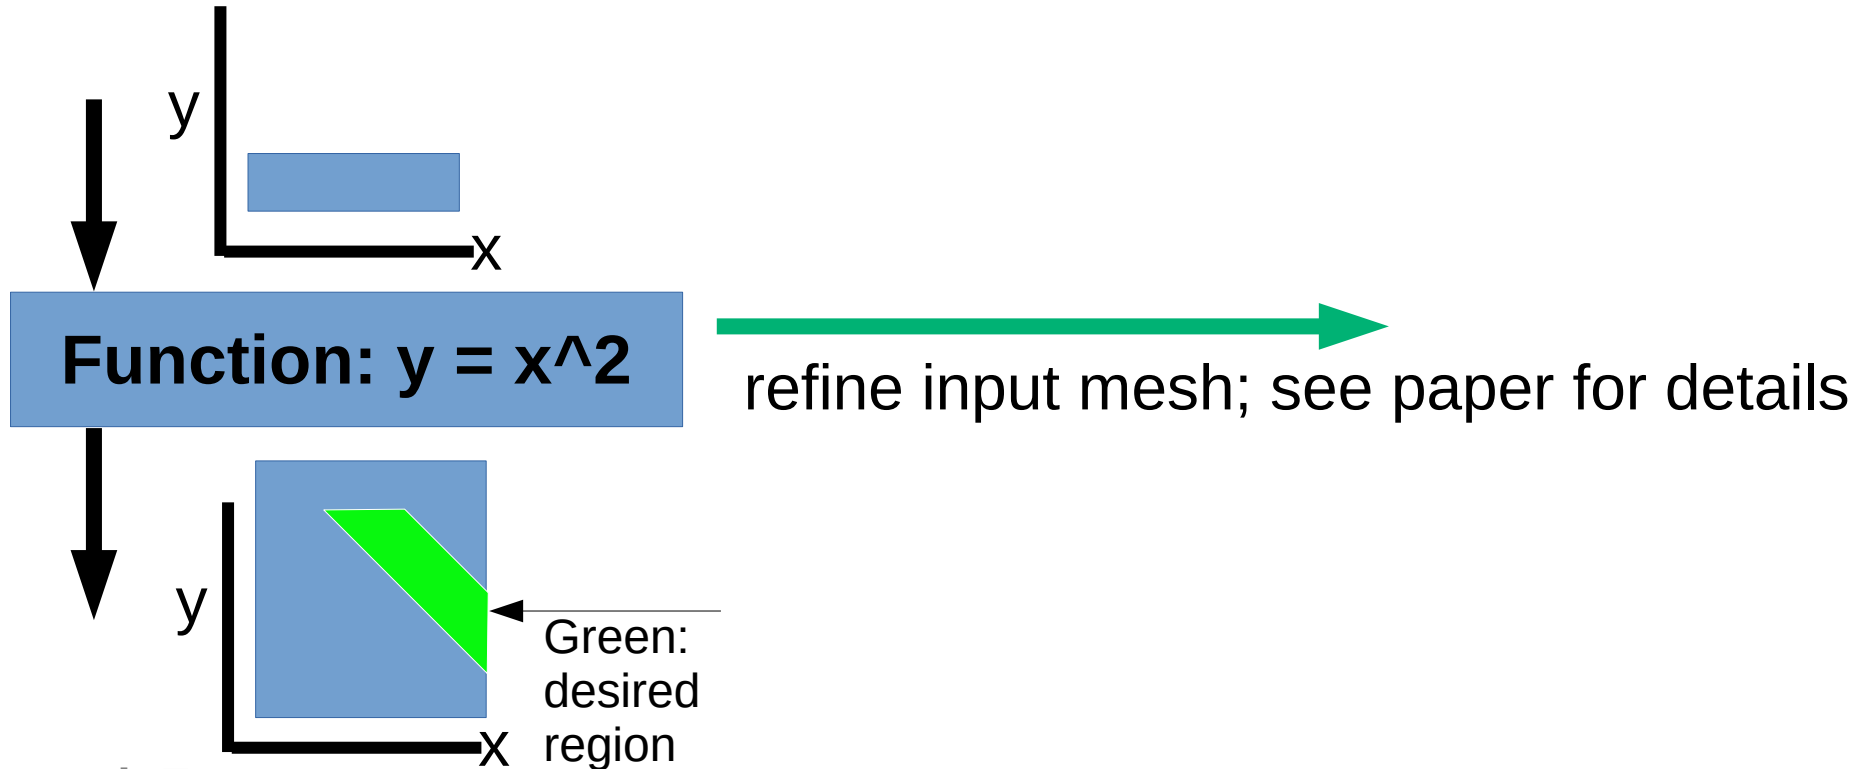 y
x
Function: y = x^2
refine input mesh; see paper for details
y
Green:
desired
region
x